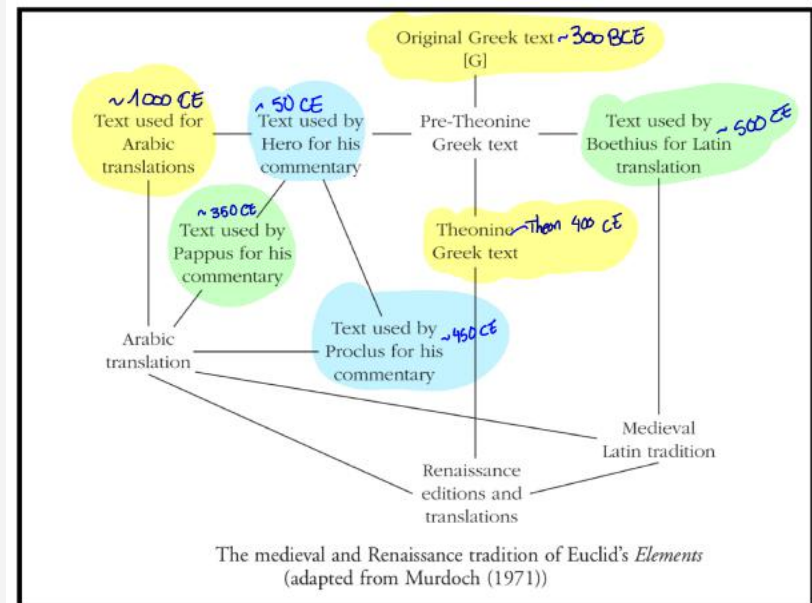 Original Greek text ~300 BCE
[G]
~1000 CE
Text used for
Arabic
translations
~50 CE
Text used by
Hero for his
commentary
Pre-Theonine
Greek text
Text used by
Boethius for Latin
translation
~500 CE
~350 CE
Text used by
Pappus for his
commentary
Theonine ~Theon 400 CE
Greek text
Text used by
Proclus for his
commentary
~450 CE
Arabic
translation
Medieval
Latin tradition
Renaissance
editions and
translations
The medieval and Renaissance tradition of Euclid's Elements
(adapted from Murdoch (1971))